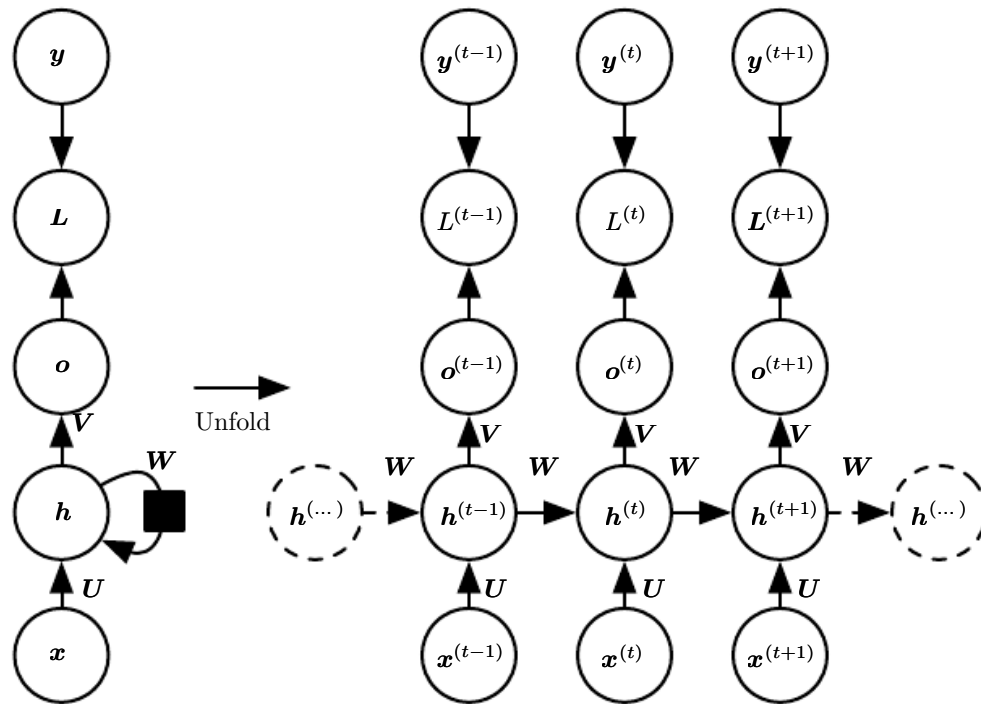 y y^(t−1) y^(t) y^(t+1)
L L^(t−1) L^(t) L^(t+1)
o o^(t−1) o^(t) o^(t+1)
Unfold
V V V V
W W W W W
h h^(...) h^(t−1) h^(t) h^(t+1) h^(...)
U U U U
x x^(t−1) x^(t) x^(t+1)